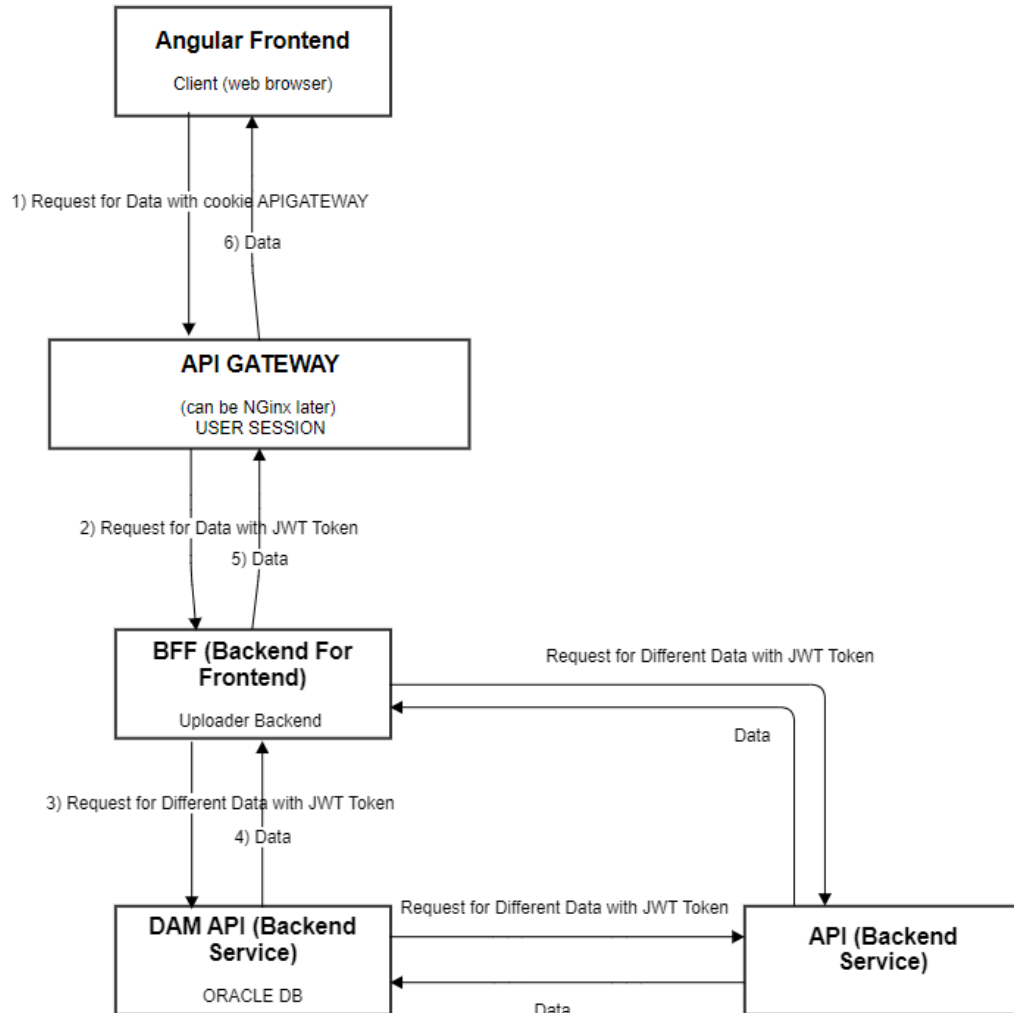 Angular Frontend
Client (web browser)
1) Request for Data with cookie APIGATEWAY
6) Data
API GATEWAY
(can be NGinx later)
USER SESSION
2) Request for Data with JWT Token
5) Data
BFF (Backend For
Frontend)
Uploader Backend
Request for Different Data with JWT Token
Data
3) Request for Different Data with JWT Token
4) Data
DAM API (Backend
Service)
ORACLE DB
Request for Different Data with JWT Token
Data
API (Backend
Service)